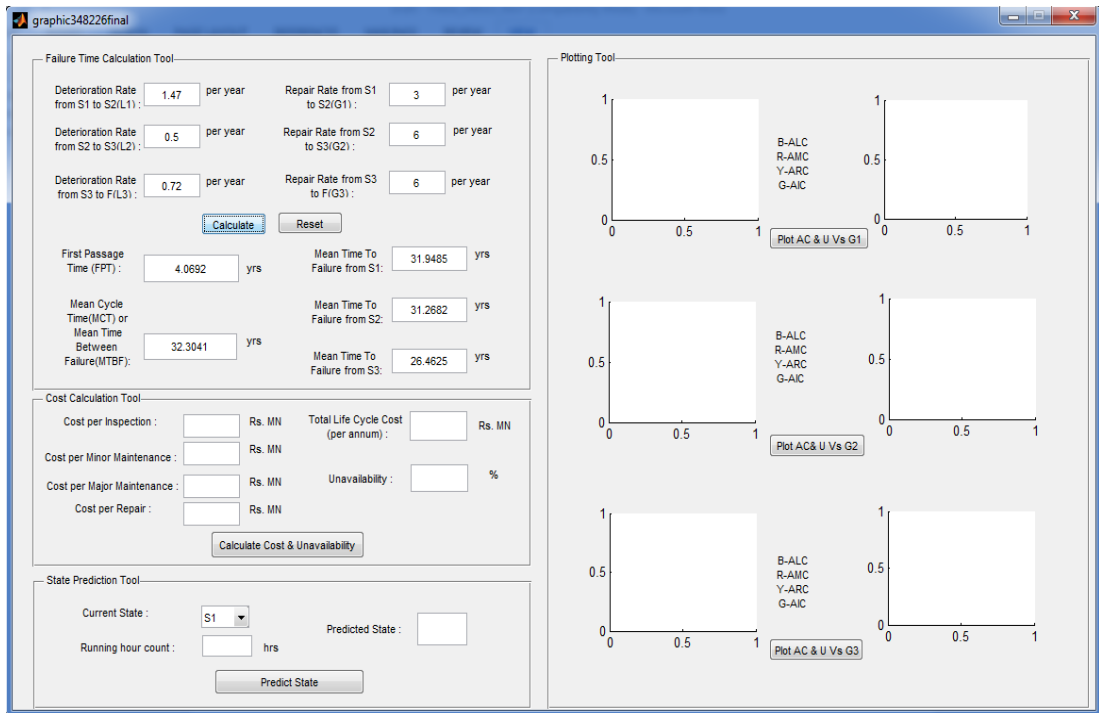 graphic348226final
Failure Time Calculation Tool
Deterioration Rate
from S1 to S2(L1) :
1.47
per year
Repair Rate from S1
to S2(G1) :
3
per year
Deterioration Rate
from S2 to S3(L2) :
0.5
per year
Repair Rate from S2
to S3(G2) :
6
per year
Deterioration Rate
from S3 to F(L3) :
0.72
per year
Repair Rate from S3
to F(G3) :
6
per year
Calculate
Reset
First Passage
Time (FPT) :
4.0692
yrs
Mean Time To
Failure from S1:
31.9485
yrs
Mean Cycle
Time(MCT) or
Mean Time
Between
Failure(MTBF):
32.3041
yrs
Mean Time To
Failure from S2:
31.2682
yrs
Mean Time To
Failure from S3:
26.4625
yrs
Cost Calculation Tool
Cost per Inspection :
Rs. MN
Cost per Minor Maintenance :
Rs. MN
Cost per Major Maintenance :
Rs. MN
Cost per Repair :
Rs. MN
Total Life Cycle Cost
(per annum) :
Rs. MN
Unavailability :
%
Calculate Cost & Unavailability
State Prediction Tool
Current State :
S1
Running hour count :
hrs
Predicted State :
Predict State
Plotting Tool
1
0.5
0
0
0.5
1
B-ALC
R-AMC
Y-ARC
G-AIC
Plot AC & U Vs G1
1
0.5
0
0
0.5
1
1
0.5
0
0
0.5
1
B-ALC
R-AMC
Y-ARC
G-AIC
Plot AC& U Vs G2
1
0.5
0
0
0.5
1
1
0.5
0
0
0.5
1
B-ALC
R-AMC
Y-ARC
G-AIC
Plot AC & U Vs G3
1
0.5
0
0
0.5
1